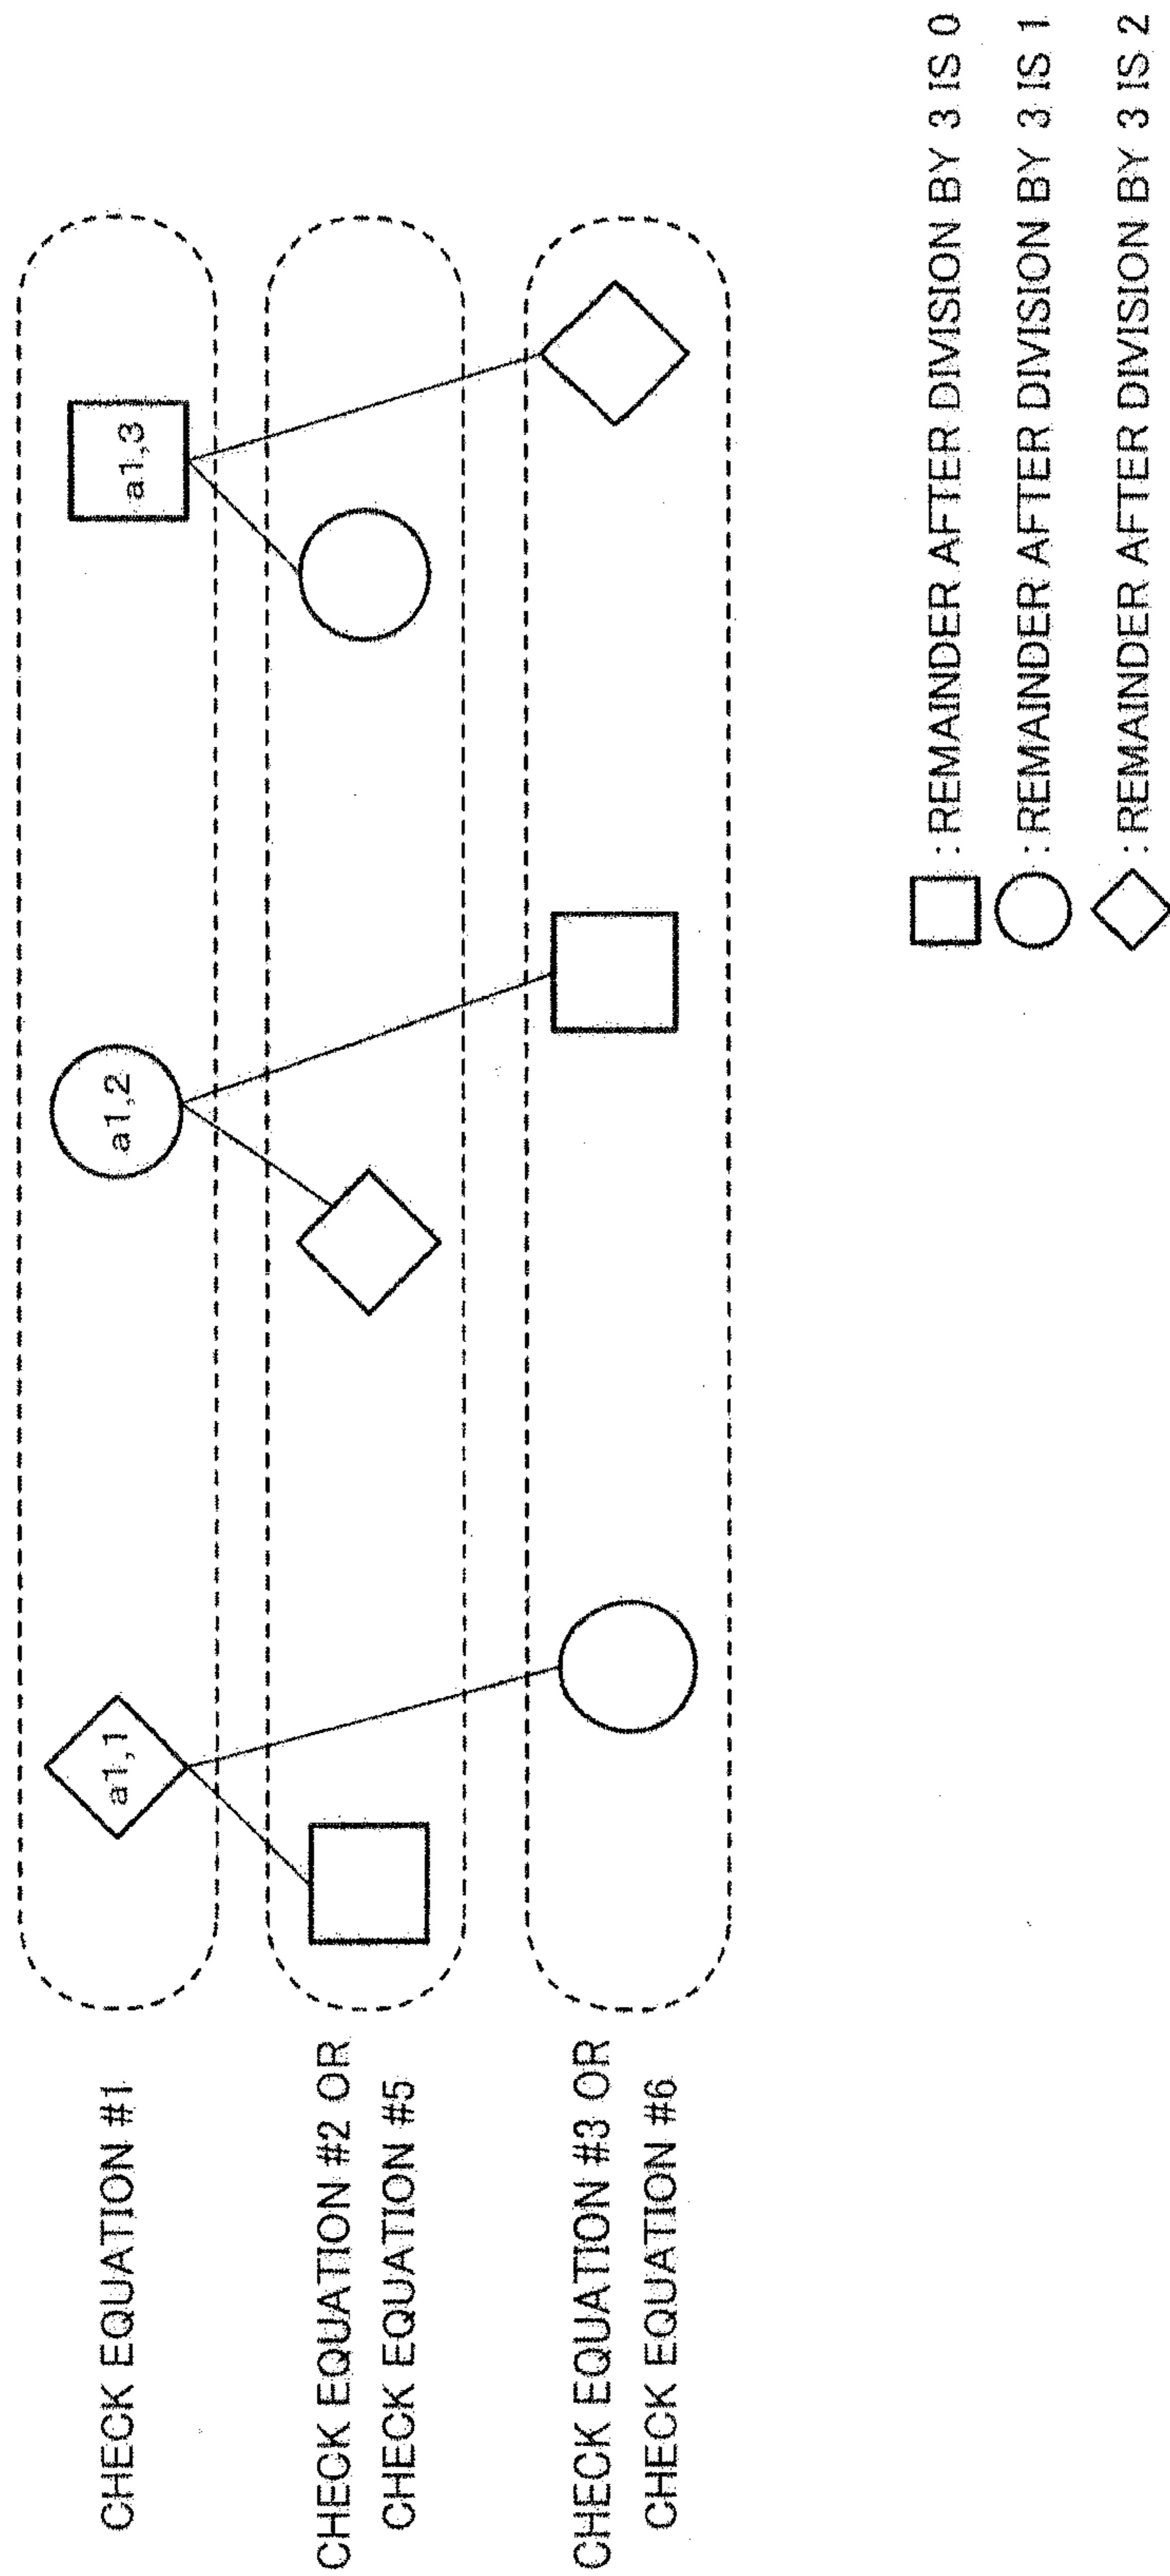 CHECK EQUATION #1
a1,1
a1,2
a1,3
CHECK EQUATION #2 OR
CHECK EQUATION #5
CHECK EQUATION #3 OR
CHECK EQUATION #6
:REMAINDER AFTER DIVISION BY 3 IS 0
:REMAINDER AFTER DIVISION BY 3 IS 1
:REMAINDER AFTER DIVISION BY 3 IS 2